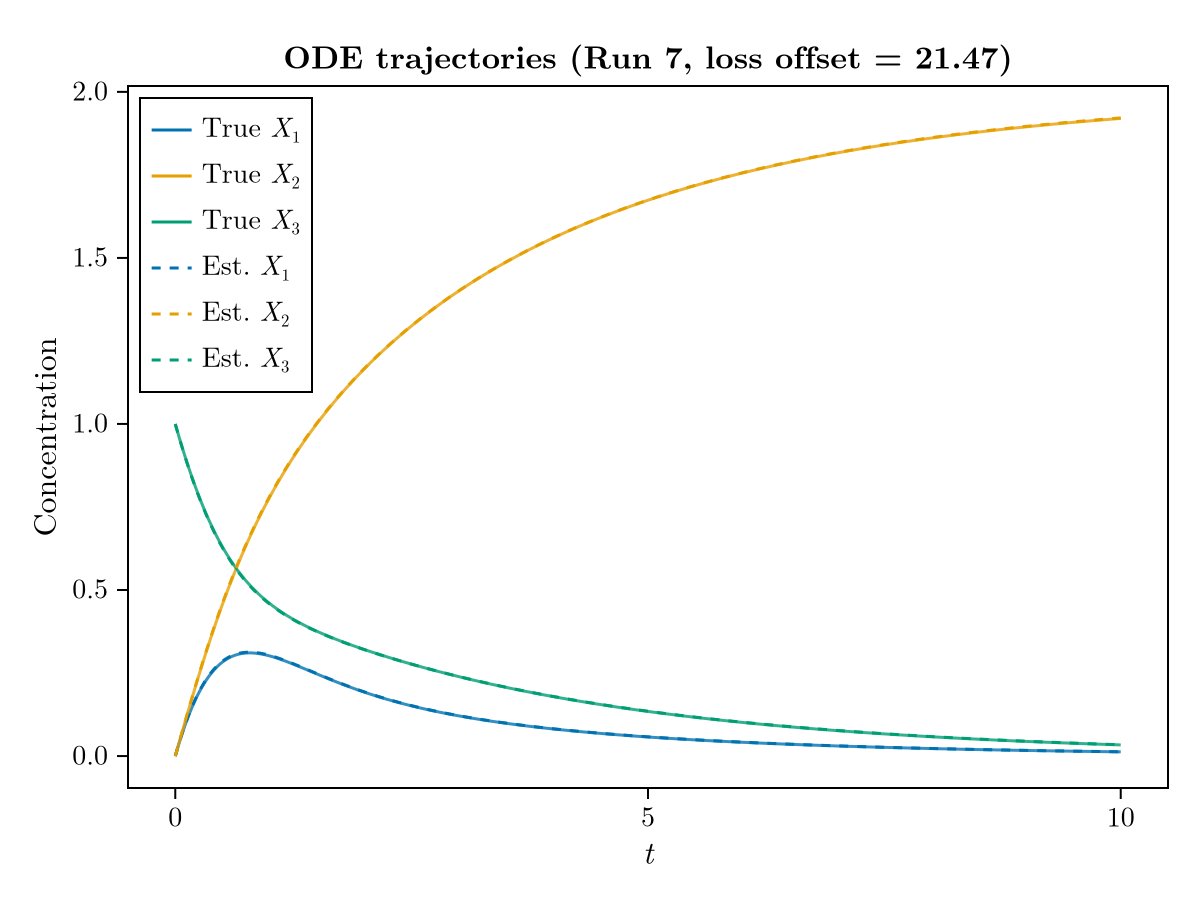 ODE trajectories (Run 7, loss offset = 21.47)
2.0
1.5
1.0
0.5
0.0
Concentration
True X₁
True X₂
True X₃
Est. X₁
Est. X₂
Est. X₃
0 5 10
t